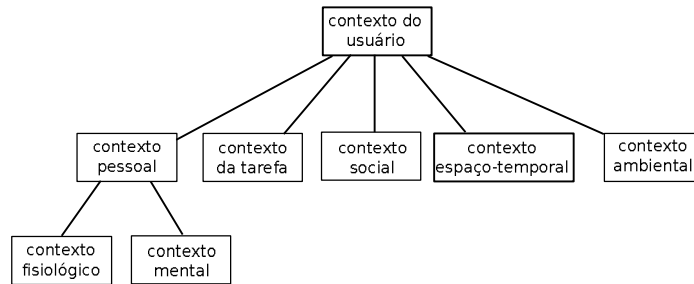 contexto do
usuário
contexto
pessoal
contexto
da tarefa
contexto
social
contexto
espaço-temporal
contexto
ambiental
contexto
fisiológico
contexto
mental